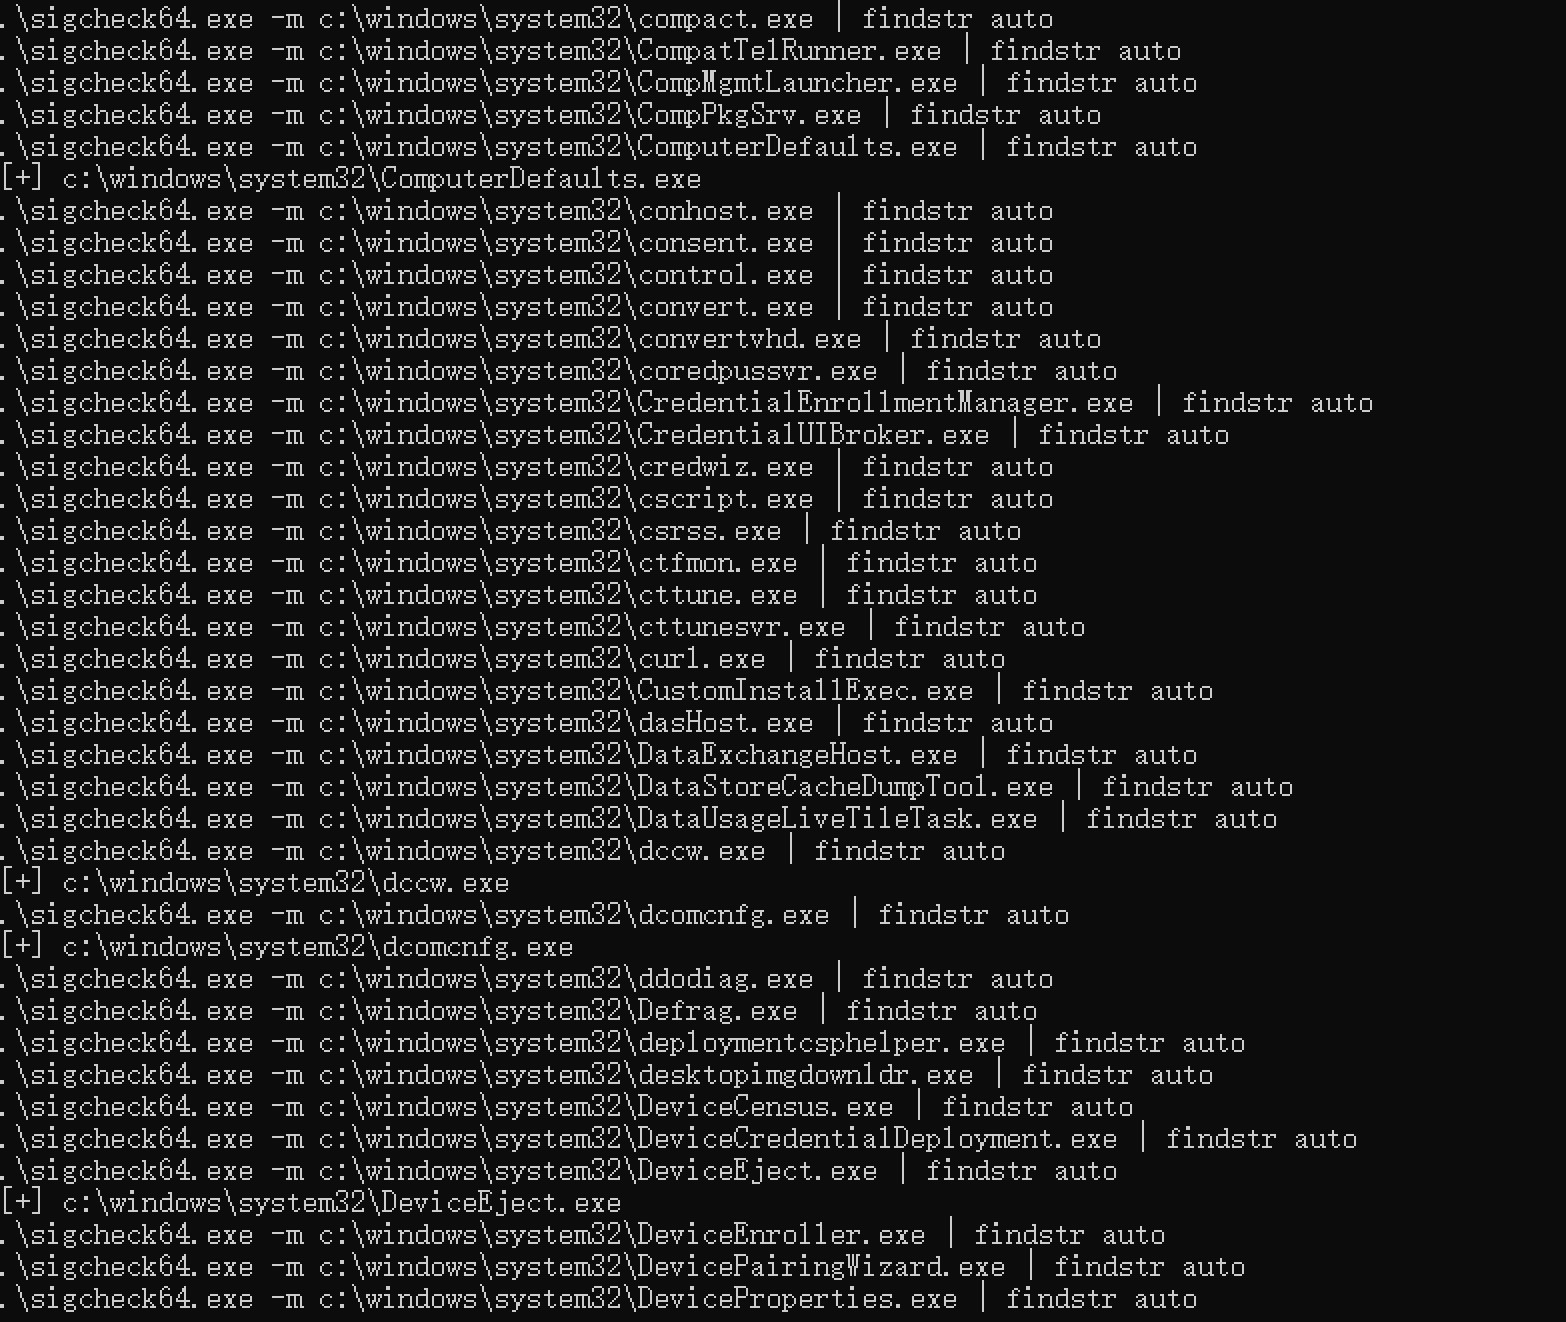 .\sigcheck64.exe -m c:\windows\system32\compact.exe | findstr auto
.\sigcheck64.exe -m c:\windows\system32\CompatTelRunner.exe | findstr auto
.\sigcheck64.exe -m c:\windows\system32\CompMgmtLauncher.exe | findstr auto
.\sigcheck64.exe -m c:\windows\system32\CompPkgSrv.exe | findstr auto
.\sigcheck64.exe -m c:\windows\system32\ComputerDefaults.exe | findstr auto
[+] c:\windows\system32\ComputerDefaults.exe
.\sigcheck64.exe -m c:\windows\system32\conhost.exe | findstr auto
.\sigcheck64.exe -m c:\windows\system32\consent.exe | findstr auto
.\sigcheck64.exe -m c:\windows\system32\control.exe | findstr auto
.\sigcheck64.exe -m c:\windows\system32\convert.exe | findstr auto
.\sigcheck64.exe -m c:\windows\system32\convertvhd.exe | findstr auto
.\sigcheck64.exe -m c:\windows\system32\coredpussvr.exe | findstr auto
.\sigcheck64.exe -m c:\windows\system32\CredentialEnrollmentManager.exe | findstr auto
.\sigcheck64.exe -m c:\windows\system32\CredentialUIBroker.exe | findstr auto
.\sigcheck64.exe -m c:\windows\system32\credwiz.exe | findstr auto
.\sigcheck64.exe -m c:\windows\system32\cscript.exe | findstr auto
.\sigcheck64.exe -m c:\windows\system32\csrss.exe | findstr auto
.\sigcheck64.exe -m c:\windows\system32\ctfmon.exe | findstr auto
.\sigcheck64.exe -m c:\windows\system32\cttune.exe | findstr auto
.\sigcheck64.exe -m c:\windows\system32\cttunesvr.exe | findstr auto
.\sigcheck64.exe -m c:\windows\system32\curl.exe | findstr auto
.\sigcheck64.exe -m c:\windows\system32\CustomInstallExec.exe | findstr auto
.\sigcheck64.exe -m c:\windows\system32\dasHost.exe | findstr auto
.\sigcheck64.exe -m c:\windows\system32\DataExchangeHost.exe | findstr auto
.\sigcheck64.exe -m c:\windows\system32\DataStoreCacheDumpTool.exe | findstr auto
.\sigcheck64.exe -m c:\windows\system32\DataUsageLiveTileTask.exe | findstr auto
.\sigcheck64.exe -m c:\windows\system32\dccw.exe | findstr auto
[+] c:\windows\system32\dccw.exe
.\sigcheck64.exe -m c:\windows\system32\dcomcnfg.exe | findstr auto
[+] c:\windows\system32\dcomcnfg.exe
.\sigcheck64.exe -m c:\windows\system32\ddodiag.exe | findstr auto
.\sigcheck64.exe -m c:\windows\system32\Defrag.exe | findstr auto
.\sigcheck64.exe -m c:\windows\system32\deploymentcsphelper.exe | findstr auto
.\sigcheck64.exe -m c:\windows\system32\desktopimgdownldr.exe | findstr auto
.\sigcheck64.exe -m c:\windows\system32\DeviceCensus.exe | findstr auto
.\sigcheck64.exe -m c:\windows\system32\DeviceCredentialDeployment.exe | findstr auto
.\sigcheck64.exe -m c:\windows\system32\DeviceEject.exe | findstr auto
[+] c:\windows\system32\DeviceEject.exe
.\sigcheck64.exe -m c:\windows\system32\DeviceEnroller.exe | findstr auto
.\sigcheck64.exe -m c:\windows\system32\DevicePairingWizard.exe | findstr auto
.\sigcheck64.exe -m c:\windows\system32\DeviceProperties.exe | findstr auto